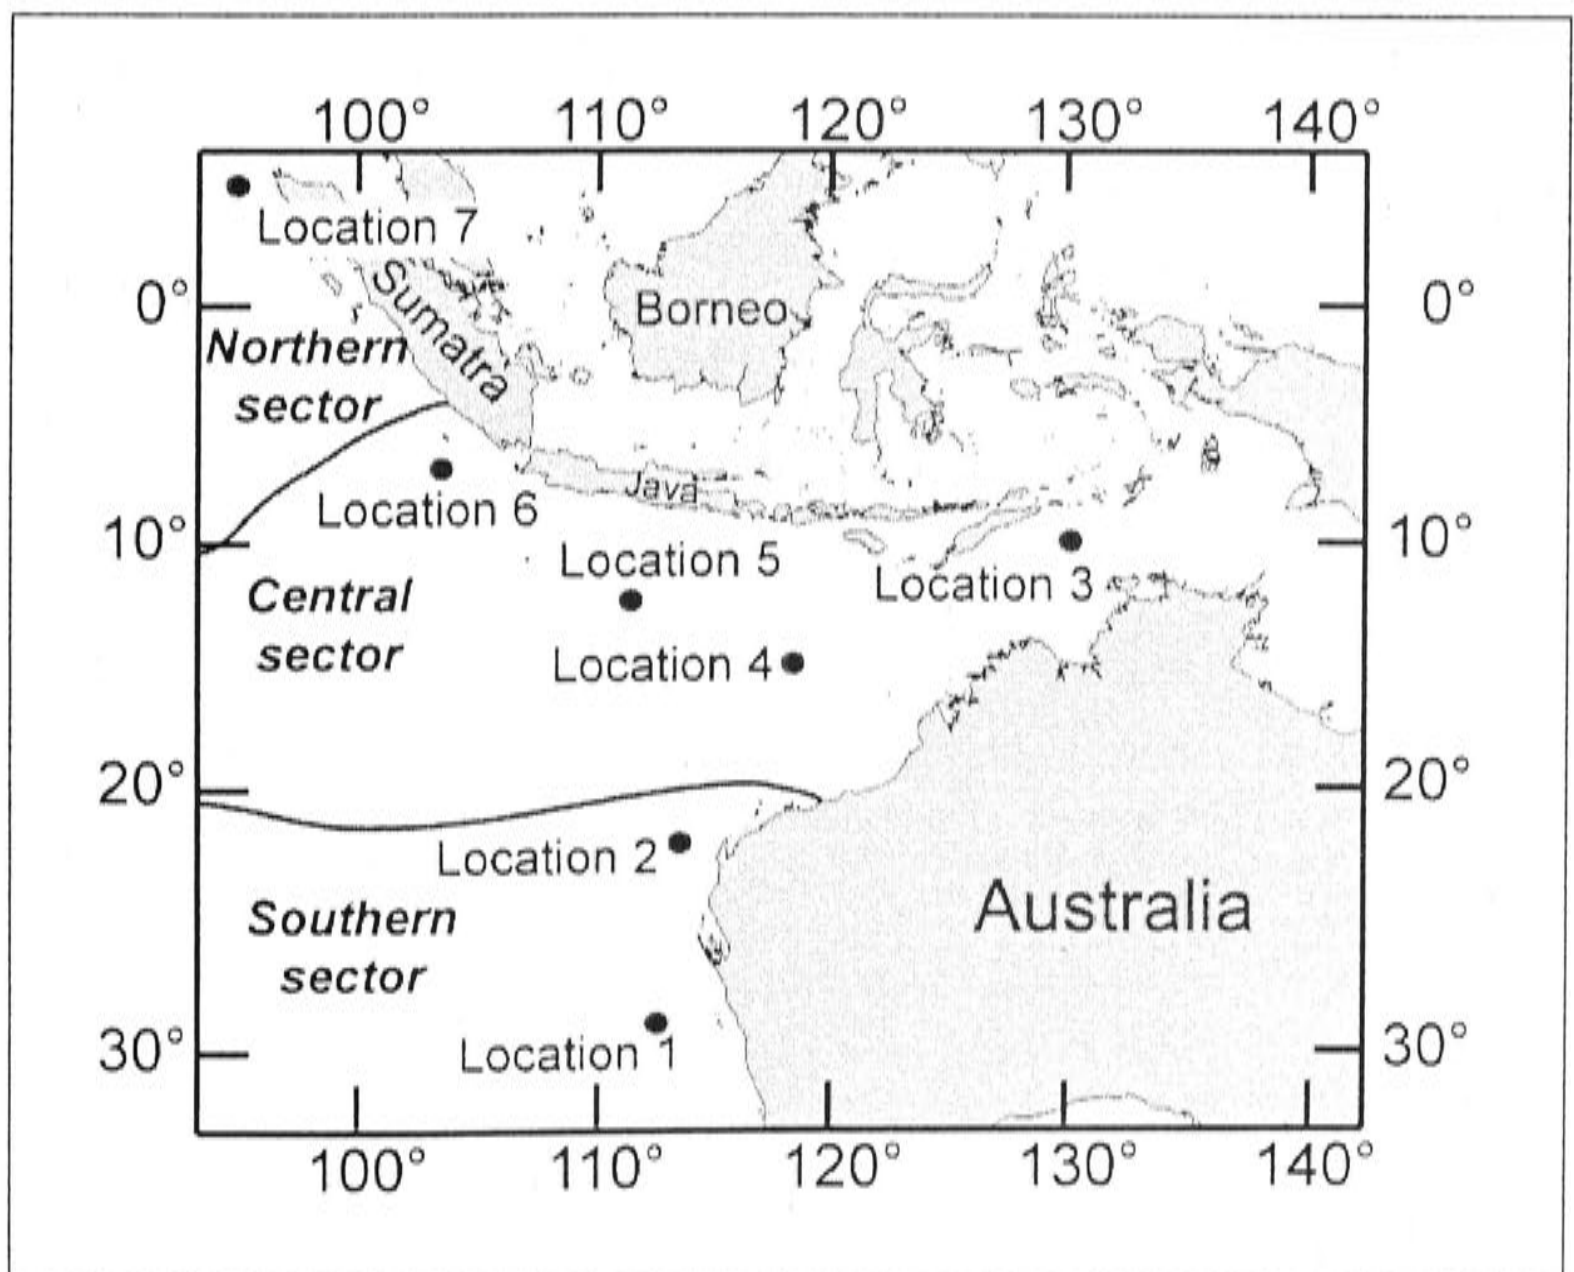 100° 110° 120° 130° 140°
Location 7
Sumatra
Borneo
0° 0°
Northern
sector
Java
Location 6
10° 10°
Location 5
Location 3
Central
sector
Location 4
20° 20°
Location 2
Australia
Southern
sector
Location 1
30° 30°
100° 110° 120° 130° 140°